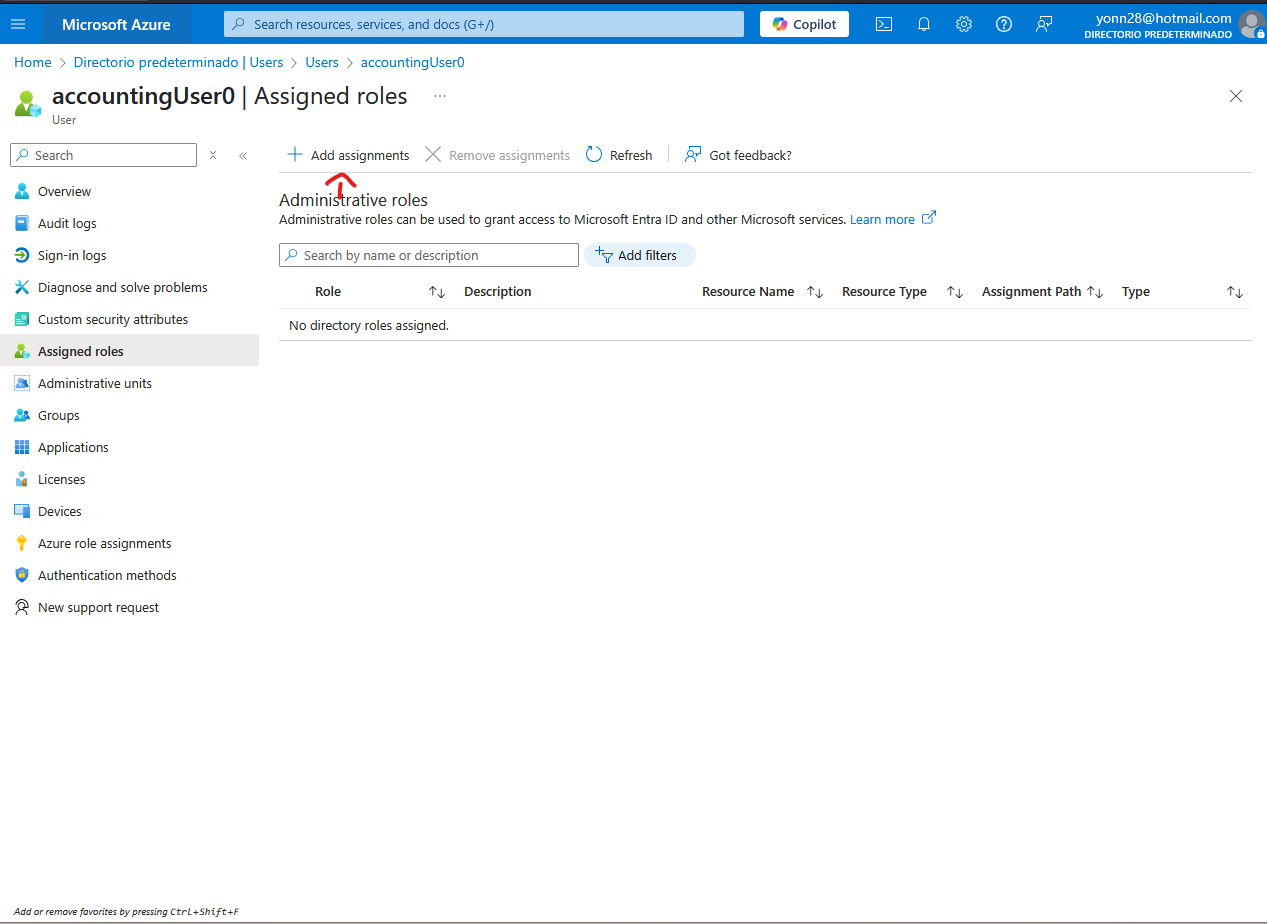 Microsoft Azure
Search resources, services, and docs (G+/)
Copilot
yonn28@hotmail.com
DIRECTORIO PREDETERMINADO
Home > Directorio predeterminado | Users > Users > accountingUser0
accountingUser0 | Assigned roles ...
User
Search
Add assignments Remove assignments Refresh Got feedback?
Overview
Audit logs
Sign-in logs
Diagnose and solve problems
Custom security attributes
Assigned roles
Administrative units
Groups
Applications
Licenses
Devices
Azure role assignments
Authentication methods
New support request
Administrative roles
Administrative roles can be used to grant access to Microsoft Entra ID and other Microsoft services. Learn more
Search by name or description
Add filters
Role Description Resource Name Resource Type Assignment Path Type
No directory roles assigned.
Add or remove favorites by pressing Ctrl+Shift+F